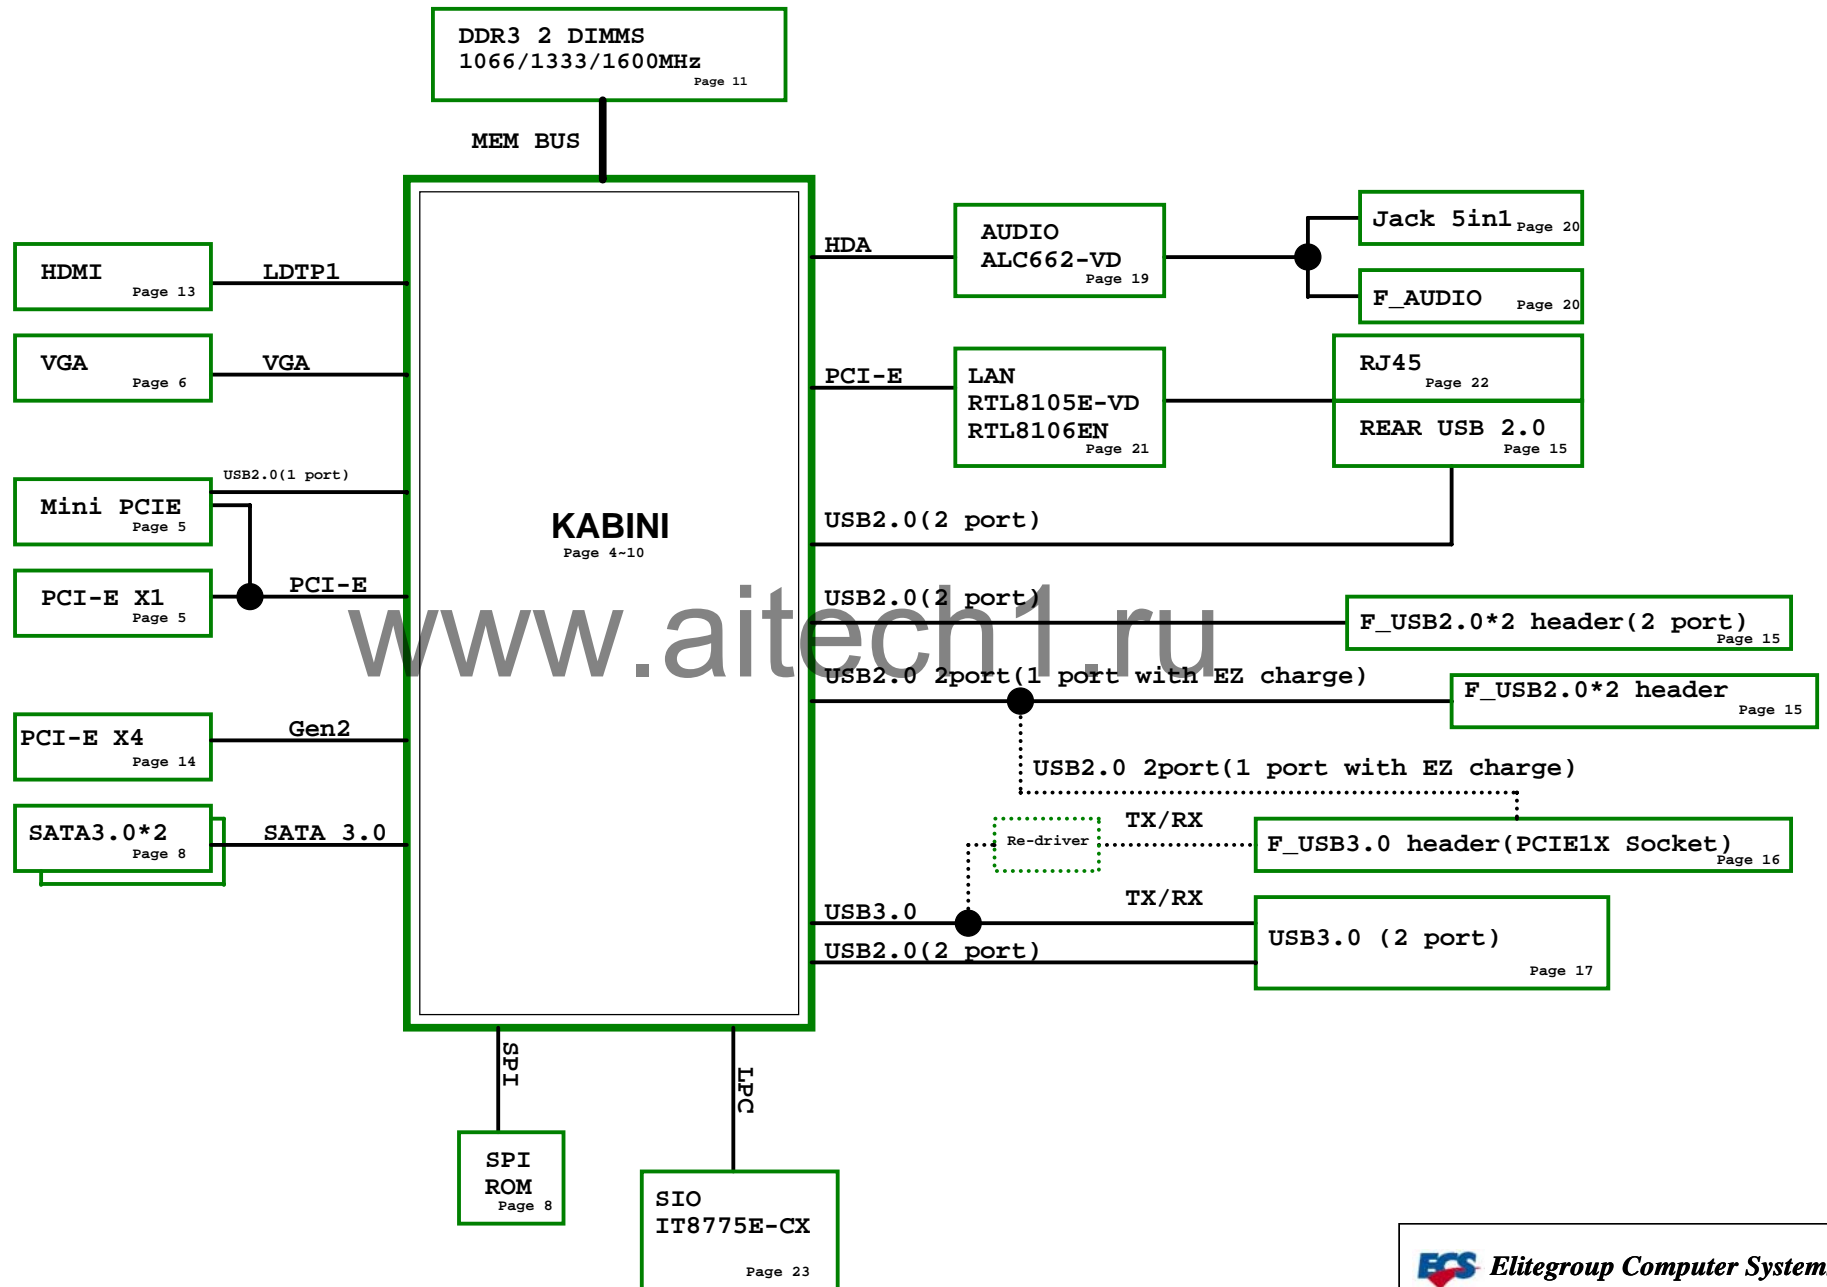 DDR3 2 DIMMS
1066/1333/1600MHz
Page 11
MEM BUS
HDMI
Page 13
LDTP1
VGA
Page 6
VGA
USB2.0(1 port)
Mini PCIE
Page 5
PCI-E X1
Page 5
PCI-E
PCI-E X4
Page 14
Gen2
SATA3.0*2
Page 8
SATA 3.0
KABINI
Page 4~10
www.aitech1.ru
HDA
AUDIO
ALC662-VD
Page 19
Jack 5in1
Page 20
F_AUDIO
Page 20
PCI-E
LAN
RTL8105E-VD
RTL8106EN
Page 21
RJ45
Page 22
REAR USB 2.0
Page 15
USB2.0(2 port)
USB2.0(2 port)
F_USB2.0*2 header(2 port)
Page 15
USB2.0 2port(1 port with EZ charge)
F_USB2.0*2 header
Page 15
USB2.0 2port(1 port with EZ charge)
Re-driver
TX/RX
F_USB3.0 header(PCIE1X Socket)
Page 16
USB3.0
TX/RX
USB2.0(2 port)
USB3.0 (2 port)
Page 17
SPI
SPI
ROM
Page 8
LPC
SIO
IT8775E-CX
Page 23
ECS Elitegroup Computer Systems